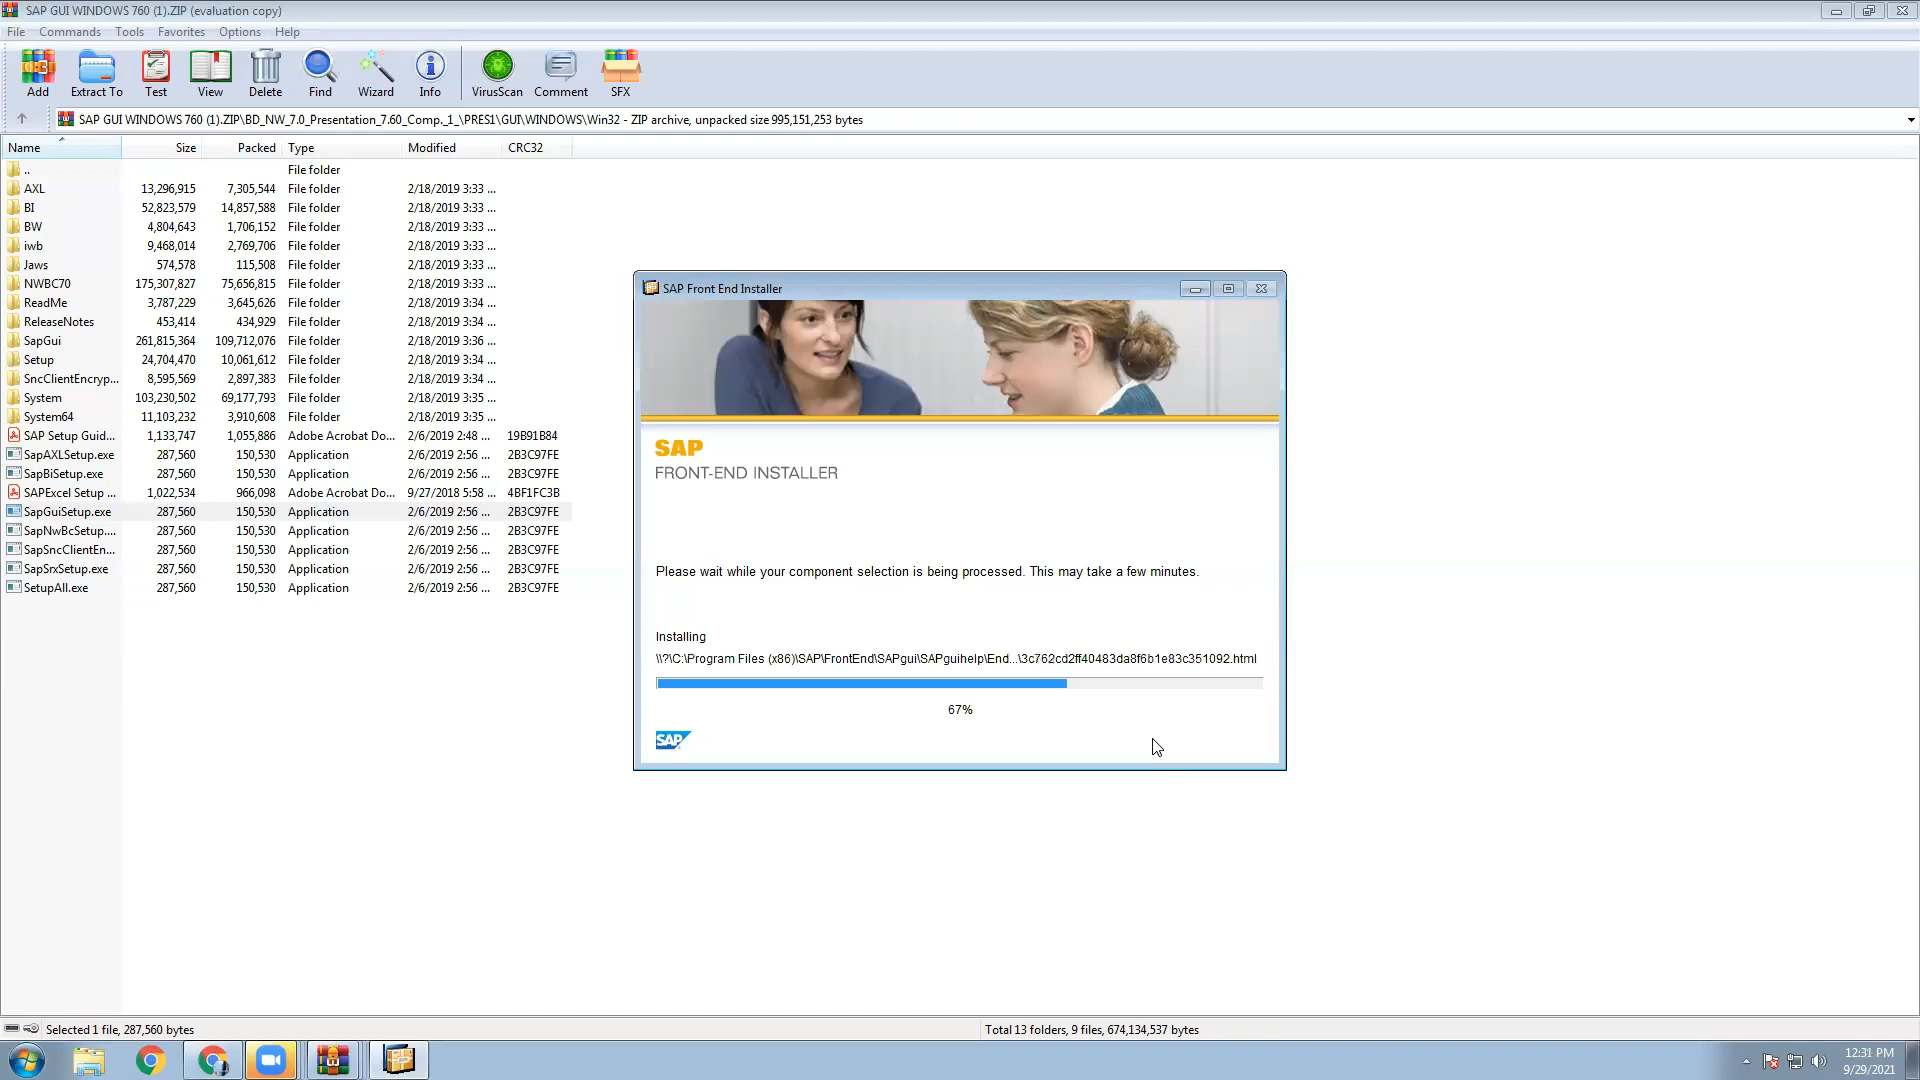 SAP GUI WINDOWS 760 (1).ZIP (evaluation copy)
File Commands Tools Favorites Options Help
Add Extract To Test View Delete Find Wizard Info VirusScan Comment SFX
SAP GUI WINDOWS 760 (1).ZIP\BD_NW_7.0_Presentation_7.60_Comp._1_\PRES1\GUI\WINDOWS\Win32 - ZIP archive, unpacked size 995,151,253 bytes
Name Size Packed Type Modified CRC32
.. File folder
AXL 13,296,915 7,305,544 File folder 2/18/2019 3:33 ...
BI 52,823,579 14,857,588 File folder 2/18/2019 3:33 ...
BW 4,804,643 1,706,152 File folder 2/18/2019 3:33 ...
iwb 9,468,014 2,769,706 File folder 2/18/2019 3:33 ...
Jaws 574,578 115,508 File folder 2/18/2019 3:33 ...
NWBC70 175,307,827 75,656,815 File folder 2/18/2019 3:33 ...
ReadMe 3,787,229 3,645,626 File folder 2/18/2019 3:34 ...
ReleaseNotes 453,414 434,929 File folder 2/18/2019 3:34 ...
SapGui 261,815,364 109,712,076 File folder 2/18/2019 3:36 ...
Setup 24,704,470 10,061,612 File folder 2/18/2019 3:34 ...
SncClientEncryp... 8,595,569 2,897,383 File folder 2/18/2019 3:34 ...
System 103,230,502 69,177,793 File folder 2/18/2019 3:35 ...
System64 11,103,232 3,910,608 File folder 2/18/2019 3:35 ...
SAP Setup Guid... 1,133,747 1,055,886 Adobe Acrobat Do... 2/6/2019 2:48 ... 19B91B84
SapAXLSetup.exe 287,560 150,530 Application 2/6/2019 2:56 ... 2B3C97FE
SapBiSetup.exe 287,560 150,530 Application 2/6/2019 2:56 ... 2B3C97FE
SAPExcel Setup ... 1,022,534 966,098 Adobe Acrobat Do... 9/27/2018 5:58 ... 4BF1FC3B
SapGuiSetup.exe 287,560 150,530 Application 2/6/2019 2:56 ... 2B3C97FE
SapNwBcSetup.... 287,560 150,530 Application 2/6/2019 2:56 ... 2B3C97FE
SapSncClientEn... 287,560 150,530 Application 2/6/2019 2:56 ... 2B3C97FE
SapSrxSetup.exe 287,560 150,530 Application 2/6/2019 2:56 ... 2B3C97FE
SetupAll.exe 287,560 150,530 Application 2/6/2019 2:56 ... 2B3C97FE
SAP Front End Installer
SAP
FRONT-END INSTALLER
Please wait while your component selection is being processed. This may take a few minutes.
Installing
\\?\C:\Program Files (x86)\SAP\FrontEnd\SAPgui\SAPguihelp\End...\3c762cd2ff40483da8f6b1e83c351092.html
67%
SAP
Selected 1 file, 287,560 bytes
Total 13 folders, 9 files, 674,134,537 bytes
12:31 PM
9/29/2021